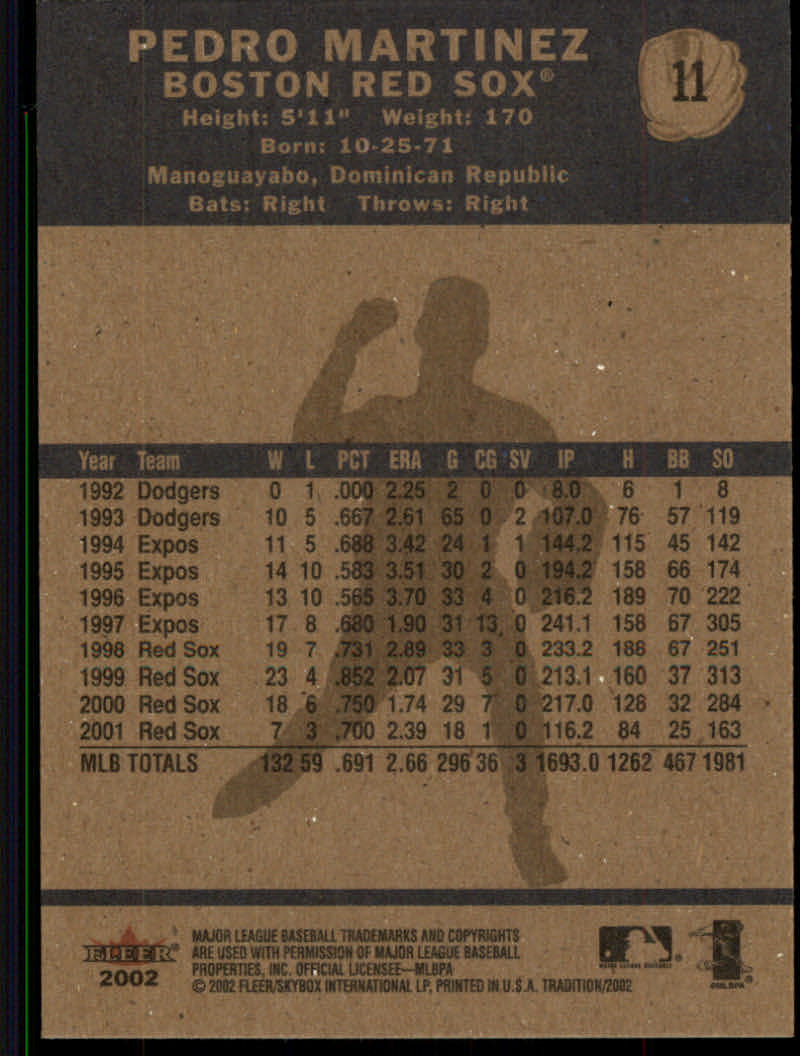 PEDRO MARTINEZ
BOSTON RED SOX®
11
Height: 5'11" Weight: 170
Born: 10-25-71
Manoguayabo, Dominican Republic
Bats: Right Throws: Right
Year Team W L PCT ERA G CG SV IP H BB SO
1992 Dodgers 0 1 .000 2.25 2 0 0 8.0 6 1 8
1993 Dodgers 10 5 .667 2.61 65 0 2 107.0 76 57 119
1994 Expos 11 5 .688 3.42 24 1 1 144.2 115 45 142
1995 Expos 14 10 .583 3.51 30 2 0 194.2 158 66 174
1996 Expos 13 10 .565 3.70 33 4 0 216.2 189 70 222
1997 Expos 17 8 .680 1.90 31 13 0 241.1 158 67 305
1998 Red Sox 19 7 .731 2.89 33 3 0 233.2 188 67 251
1999 Red Sox 23 4 .852 2.07 31 5 0 213.1 160 37 313
2000 Red Sox 18 6 .750 1.74 29 7 0 217.0 128 32 284
2001 Red Sox 7 3 .700 2.39 18 1 0 116.2 84 25 163
MLB TOTALS 132 59 .691 2.66 296 36 3 1693.0 1262 467 1981
FLEER®
2002
MAJOR LEAGUE BASEBALL TRADEMARKS AND COPYRIGHTS
ARE USED WITH PERMISSION OF MAJOR LEAGUE BASEBALL
PROPERTIES, INC. OFFICIAL LICENSEE—MLBPA
© 2002 FLEER/SKYBOX INTERNATIONAL LP, PRINTED IN U.S.A. TRADITION/2002
MAJOR LEAGUE BASEBALL ®
©MLBPA ®